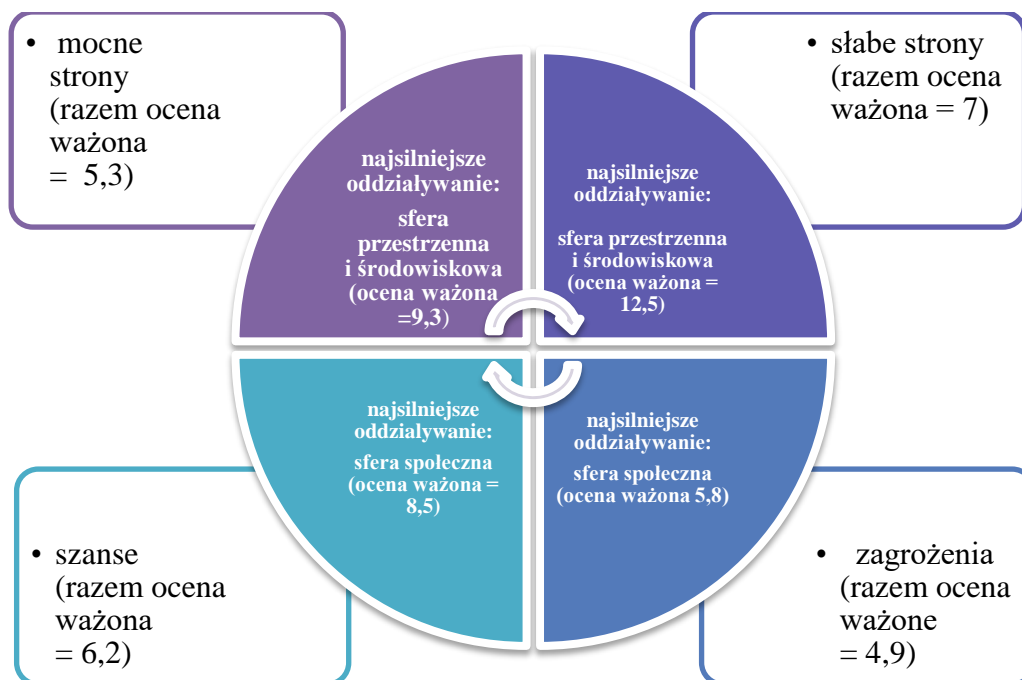 • mocne
strony
(razem ocena
ważona
= 5,3)
• słabe strony
(razem ocena
ważona = 7)
najsilniejsze
oddziaływanie:
sfera
przestrzenna
i środowiskowa
(ocena ważona
=9,3)
najsilniejsze
oddziaływanie:
sfera przestrzenna
i środowiskowa
(ocena ważona =
12,5)
najsilniejsze
oddzialywanie:
sfera społeczna
(ocena ważona =
8,5)
najsilniejsze
oddziaływanie:
sfera społeczna
(ocena ważona 5,8)
• szanse
(razem ocena
ważona
= 6,2)
• zagrożenia
(razem ocena
ważone
= 4,9)